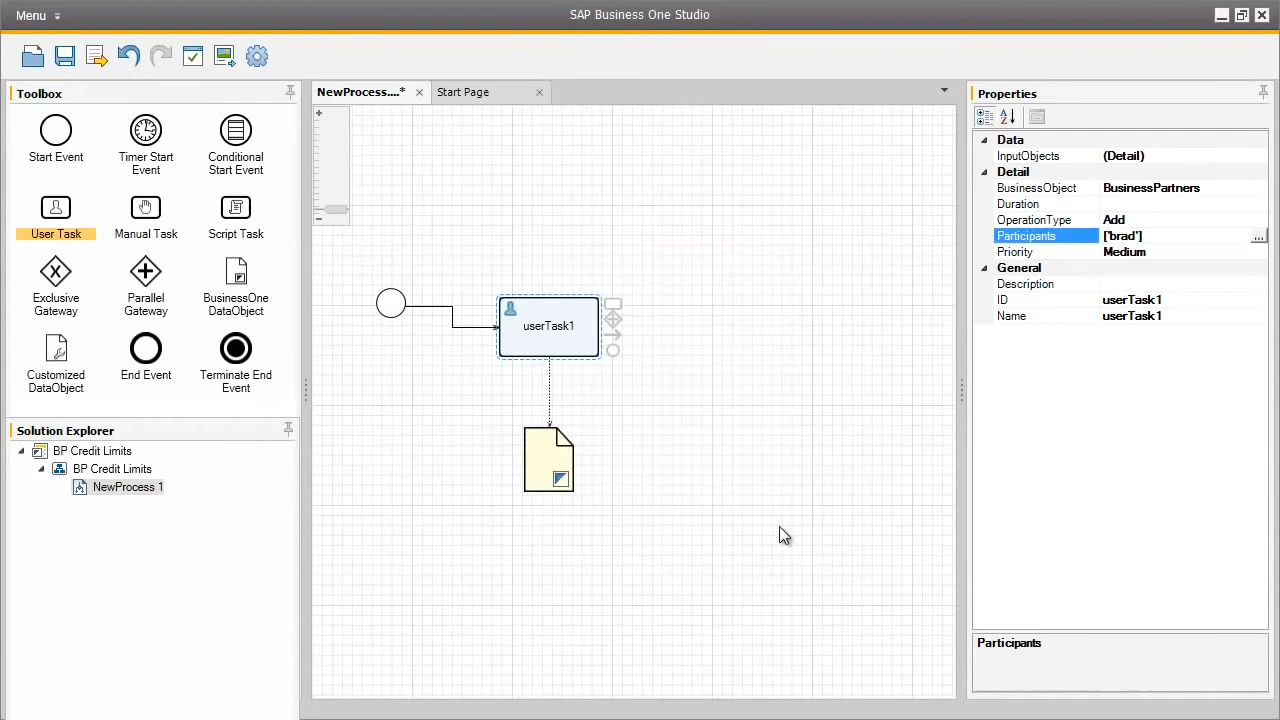 Menu
SAP Business One Studio
Toolbox
Start Event
Timer Start
Event
Conditional
Start Event
User Task
Manual Task
Script Task
Exclusive
Gateway
Parallel
Gateway
BusinessOne
DataObject
Customized
DataObject
End Event
Terminate End
Event
Solution Explorer
BP Credit Limits
BP Credit Limits
NewProcess 1
NewProcess....*
Start Page
userTask1
Properties
Data
InputObjects (Detail)
Detail
BusinessObject BusinessPartners
Duration
OperationType Add
Participants ['brad'] ...
Priority Medium
General
Description
ID userTask1
Name userTask1
Participants